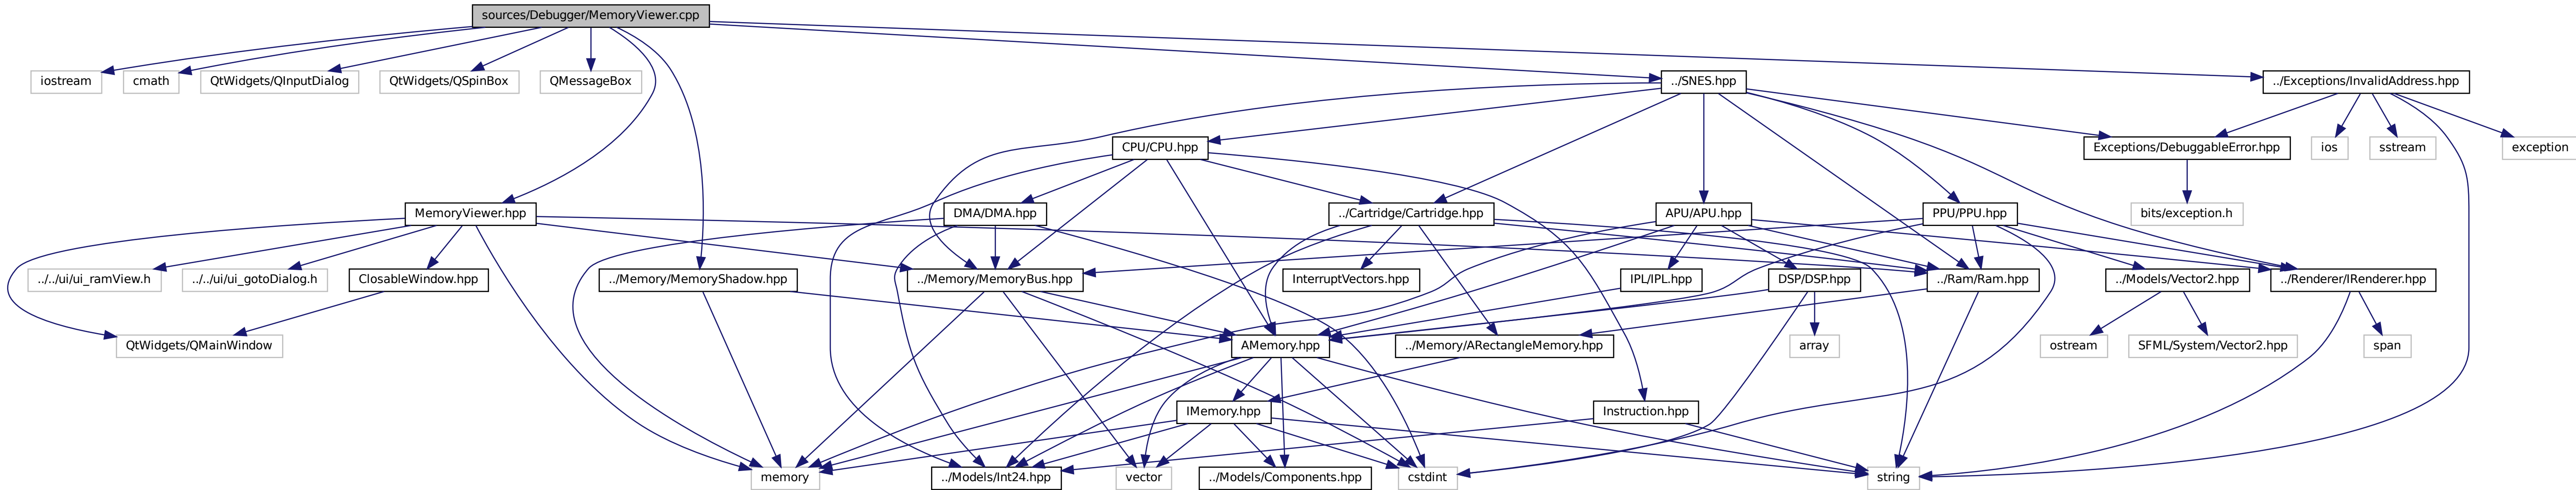 sources/Debugger/MemoryViewer.cpp
iostream
cmath
QtWidgets/QInputDialog
QtWidgets/QSpinBox
QMessageBox
../SNES.hpp
../Exceptions/InvalidAddress.hpp
CPU/CPU.hpp
Exceptions/DebuggableError.hpp
ios
sstream
exception
MemoryViewer.hpp
DMA/DMA.hpp
../Cartridge/Cartridge.hpp
APU/APU.hpp
PPU/PPU.hpp
bits/exception.h
../../ui/ui_ramView.h
../../ui/ui_gotoDialog.h
ClosableWindow.hpp
../Memory/MemoryShadow.hpp
../Memory/MemoryBus.hpp
InterruptVectors.hpp
IPL/IPL.hpp
DSP/DSP.hpp
../Ram/Ram.hpp
../Models/Vector2.hpp
../Renderer/IRenderer.hpp
QtWidgets/QMainWindow
AMemory.hpp
../Memory/ARectangleMemory.hpp
array
ostream
SFML/System/Vector2.hpp
span
IMemory.hpp
Instruction.hpp
memory
../Models/Int24.hpp
vector
../Models/Components.hpp
cstdint
string